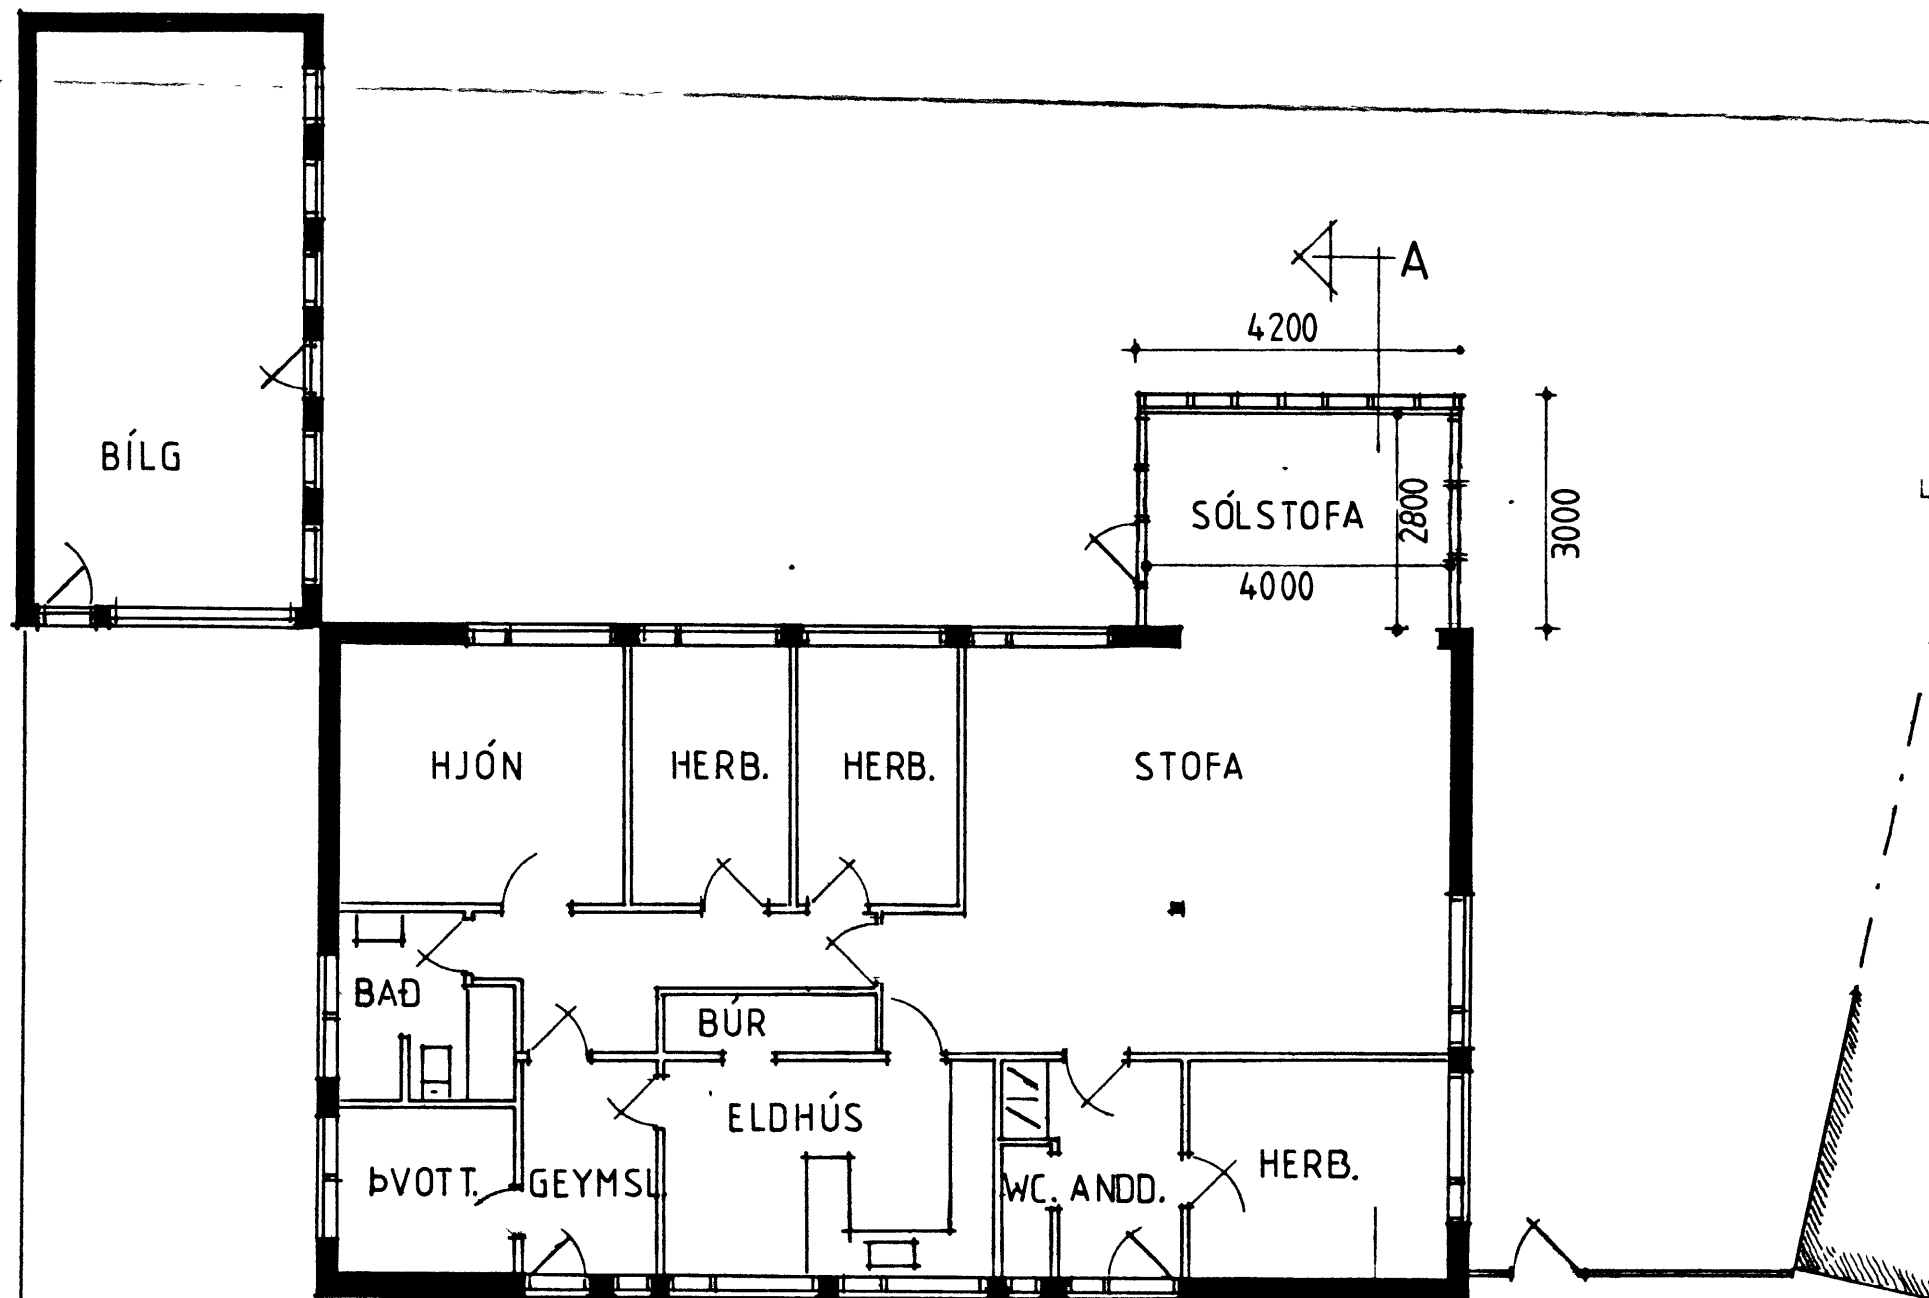 A
4200
BÍLG
SÓLSTOFA
2800
3000
4000
HJÓN
HERB.
HERB.
STOFA
BAÐ
BÚR
ELDHÚS
ÞVOTT.
GEYMSL
WC.
ANDD.
HERB.